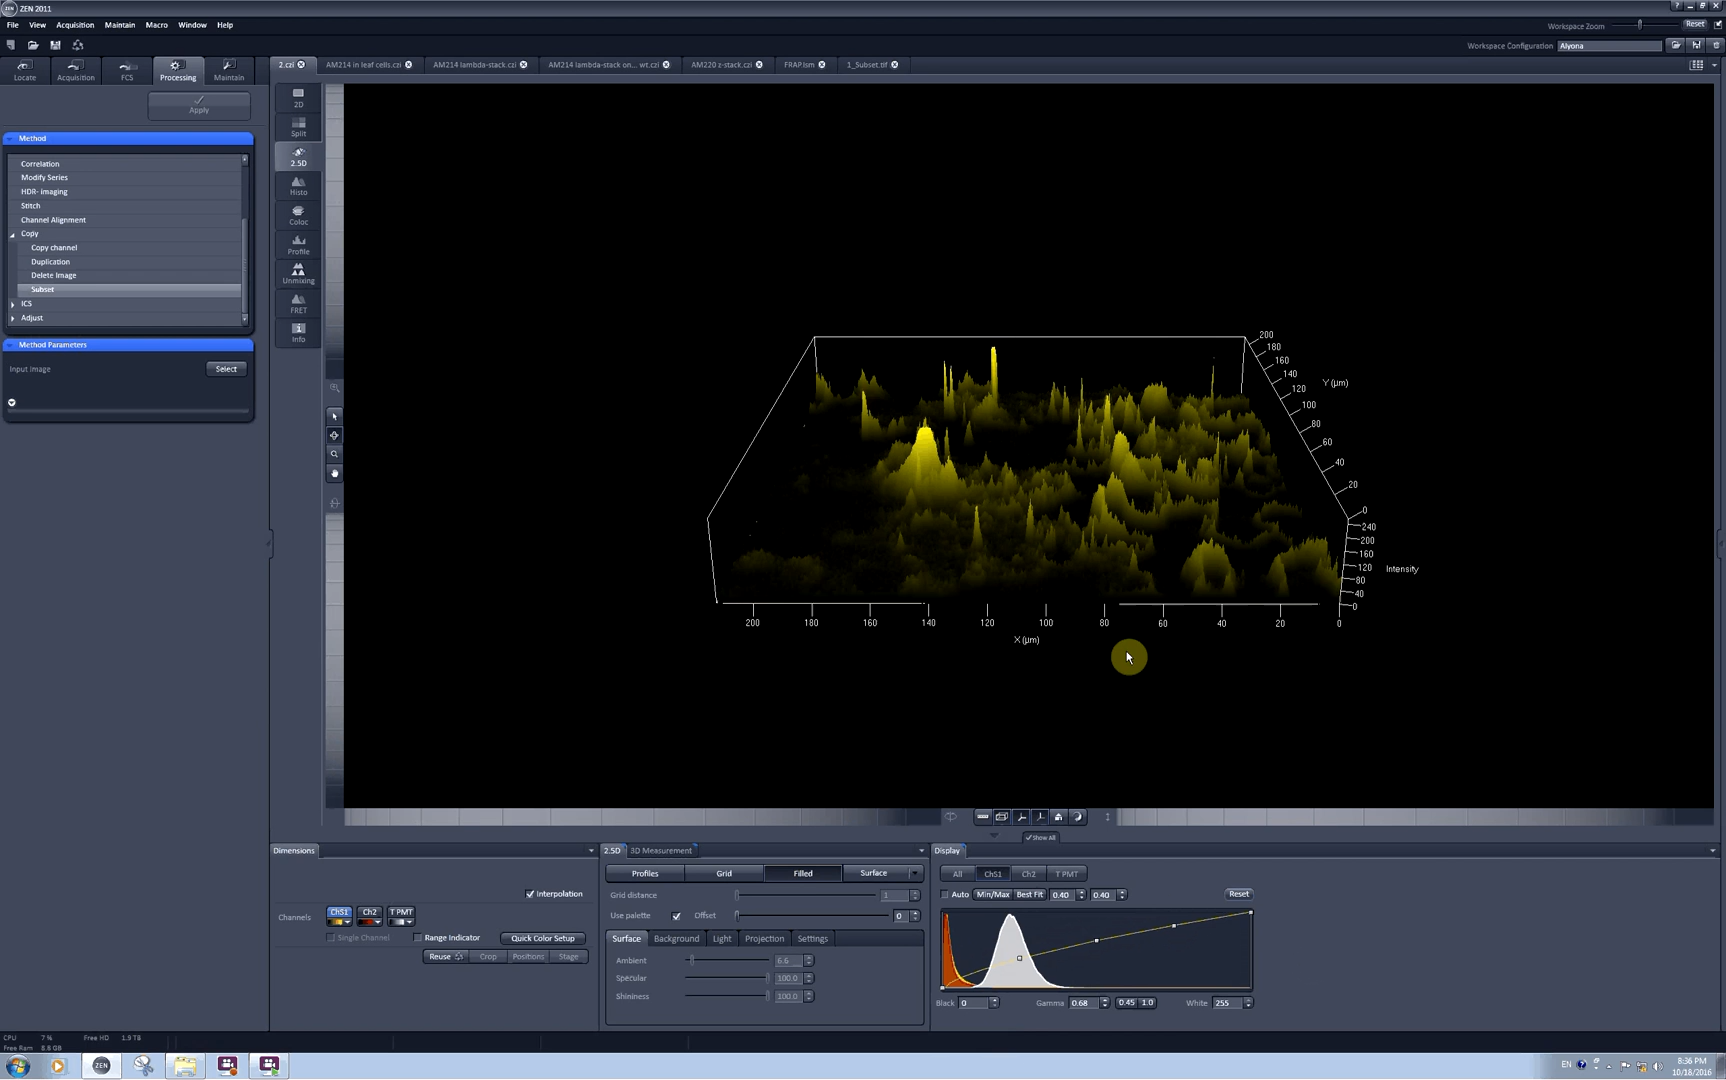 ZEN 2011
File View Acquisition Maintain Macro Window Help
Workspace Zoom Reset
Workspace Configuration Alyona
Locate Acquisition FCS Processing Maintain
2.czi AM214 in leaf cells.czi AM214 lambda-stack.czi AM214 lambda-stack on... wt.czi AM220 z-stack.czi FRAP.lsm 1_Subset.tif
Apply
Method
Correlation
Modify Series
HDR- imaging
Stitch
Channel Alignment
Copy
Copy channel
Duplication
Delete Image
Subset
ICS
Adjust
Method Parameters
Input image Select
2D
Split
2.5D
Histo
Coloc
Profile
Unmixing
FRET
Info
200
180
160
140
120
100
80
60
40
20
0
Y (µm)
240
200
160
120
80
40
0
Intensity
200 180 160 140 120 100 80 60 40 20 0
X (µm)
Show All
Dimensions
Interpolation
Channels ChS1 Ch2 T PMT
Single Channel Range Indicator Quick Color Setup
Reuse Crop Positions Stage
2.5D 3D Measurement
Profiles Grid Filled Surface
Grid distance 1
Use palette Offset 0
Surface Background Light Projection Settings
Ambient 6.6
Specular 100.0
Shininess 100.0
Display
All ChS1 Ch2 T PMT
Auto Min/Max Best Fit 0.40 0.40 Reset
Black 0 Gamma 0.68 0.45 1.0 White 255
CPU 7 % Free HD 1.9 TB
Free Ram 8.6 GB
ZEN
EN
8:36 PM
10/18/2016